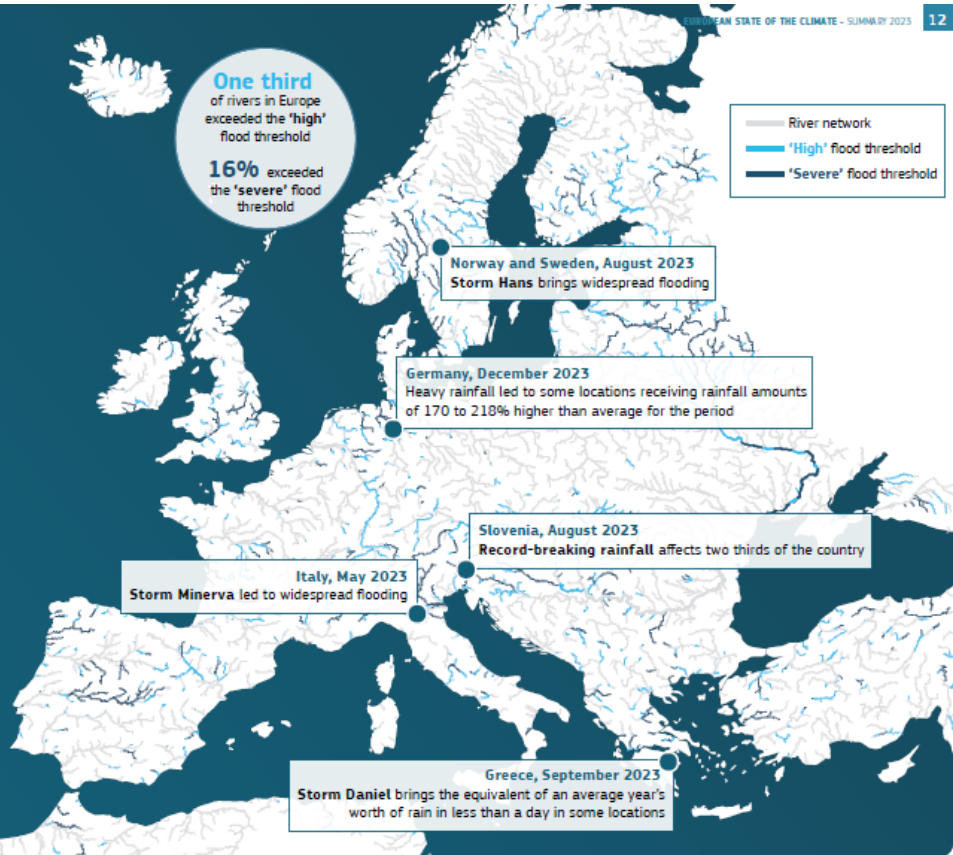 EUROPEAN STATE OF THE CLIMATE – SUMMARY 2023 12
One third
of rivers in Europe
exceeded the ‘high’
flood threshold
16% exceeded
the ‘severe’ flood
threshold
River network
‘High’ flood threshold
‘Severe’ flood threshold
Norway and Sweden, August 2023
Storm Hans brings widespread flooding
Germany, December 2023
Heavy rainfall led to some locations receiving rainfall amounts
of 170 to 218% higher than average for the period
Slovenia, August 2023
Record-breaking rainfall affects two thirds of the country
Italy, May 2023
Storm Minerva led to widespread flooding
Greece, September 2023
Storm Daniel brings the equivalent of an average year’s
worth of rain in less than a day in some locations